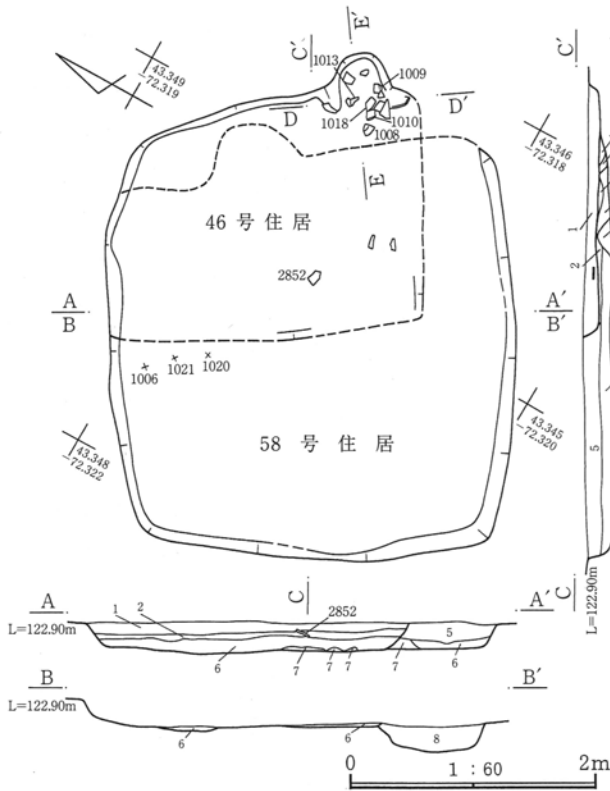 E′
C′
C′
43.349
-72.319
1013
1009
D
D′
1018
1010
1008
43.346
-72.318
E
46 号 住 居
1
2
2852
A
B
A′
B′
1006
1021
1020
43.345
-72.320
58 号 住 居
43.348
-72.322
5
C
C
L=122.90m
A
A′
L=122.90m
1
2
2852
5
6
7
7
7
7
6
B
B′
L=122.90m
6
6
8
0
1 : 60
2m